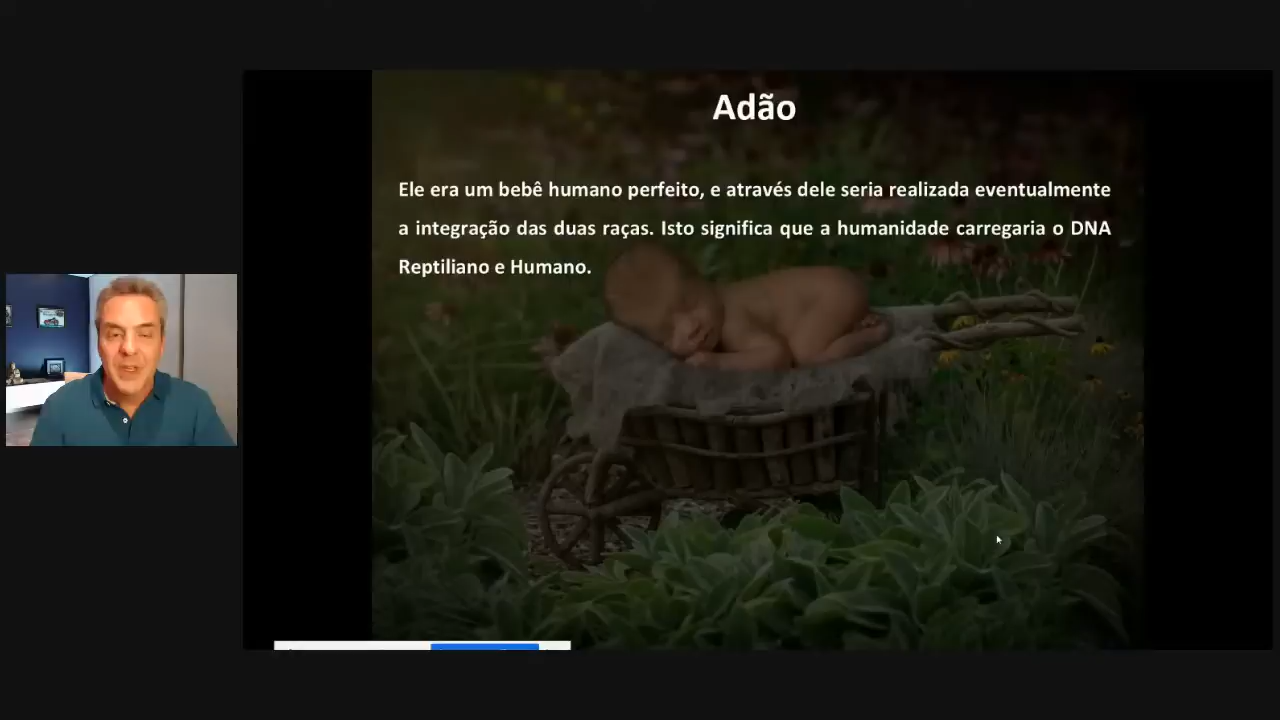 Adão
Ele era um bebê humano perfeito, e através dele seria realizada eventualmente
a integração das duas raças. Isto significa que a humanidade carregaria o DNA
Reptiliano e Humano.